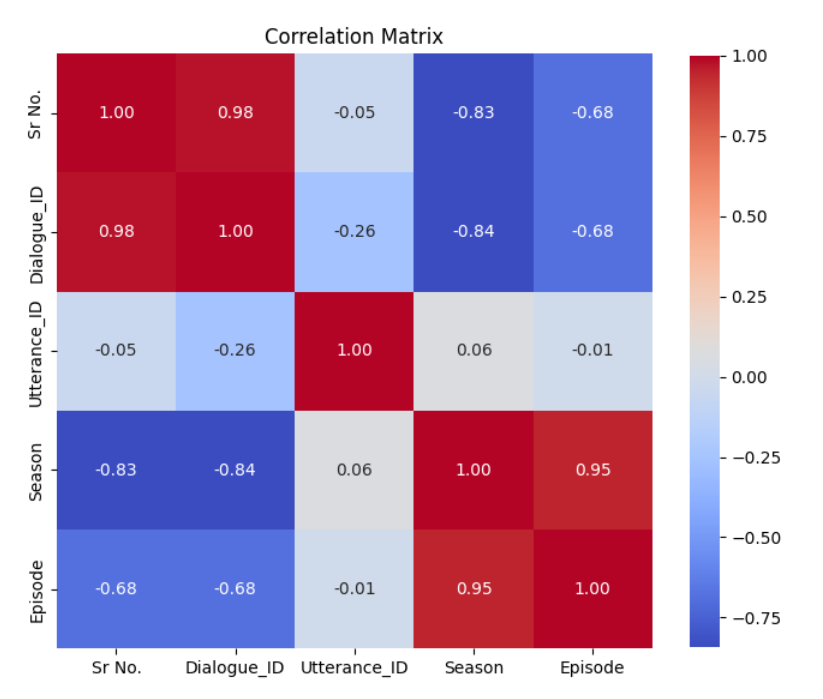 Correlation Matrix
Sr No. 1.00 0.98 -0.05 -0.83 -0.68
Dialogue_ID 0.98 1.00 -0.26 -0.84 -0.68
Utterance_ID -0.05 -0.26 1.00 0.06 -0.01
Season -0.83 -0.84 0.06 1.00 0.95
Episode -0.68 -0.68 -0.01 0.95 1.00
Sr No. Dialogue_ID Utterance_ID Season Episode
1.00
0.75
0.50
0.25
0.00
−0.25
−0.50
−0.75